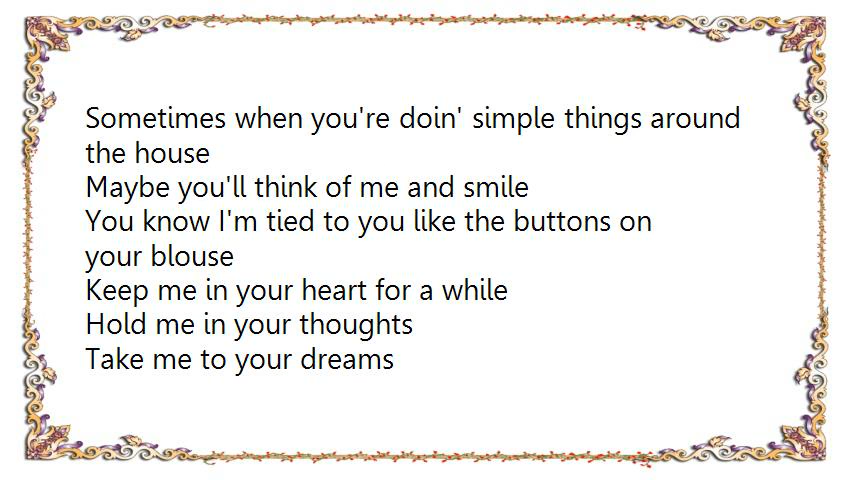 Sometimes when you're doin' simple things around
the house
Maybe you'll think of me and smile
You know I'm tied to you like the buttons on
your blouse
Keep me in your heart for a while
Hold me in your thoughts
Take me to your dreams